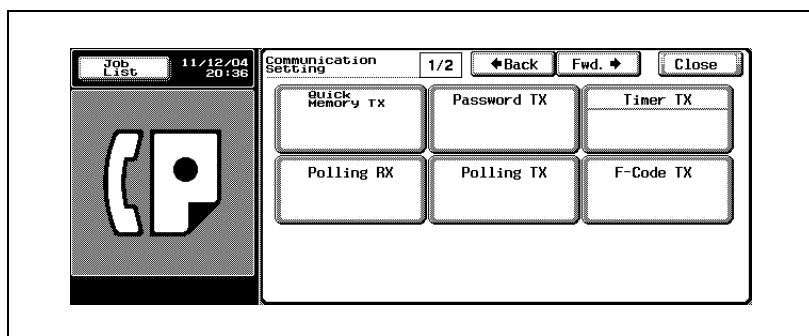 Job
List
11/12/04
20:36
Communication
Setting
1/2
Back
Fwd.
Close
Quick
Memory TX
Password TX
Timer TX
Polling RX
Polling TX
F-Code TX